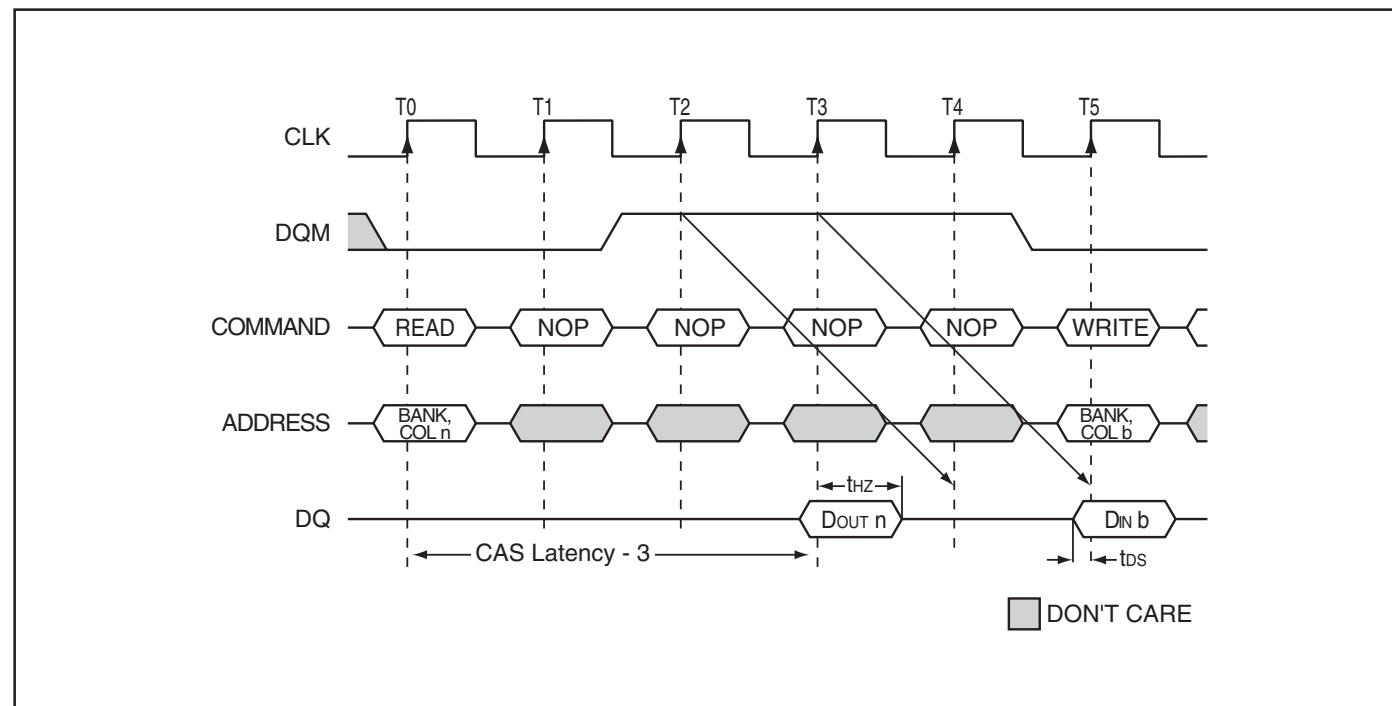 T0 T1 T2 T3 T4 T5
CLK
DQM
COMMAND READ NOP NOP NOP NOP WRITE
ADDRESS BANK, COL n BANK, COL b
tHZ
DQ DOUT n DIN b
CAS Latency - 3 tDS
DON'T CARE